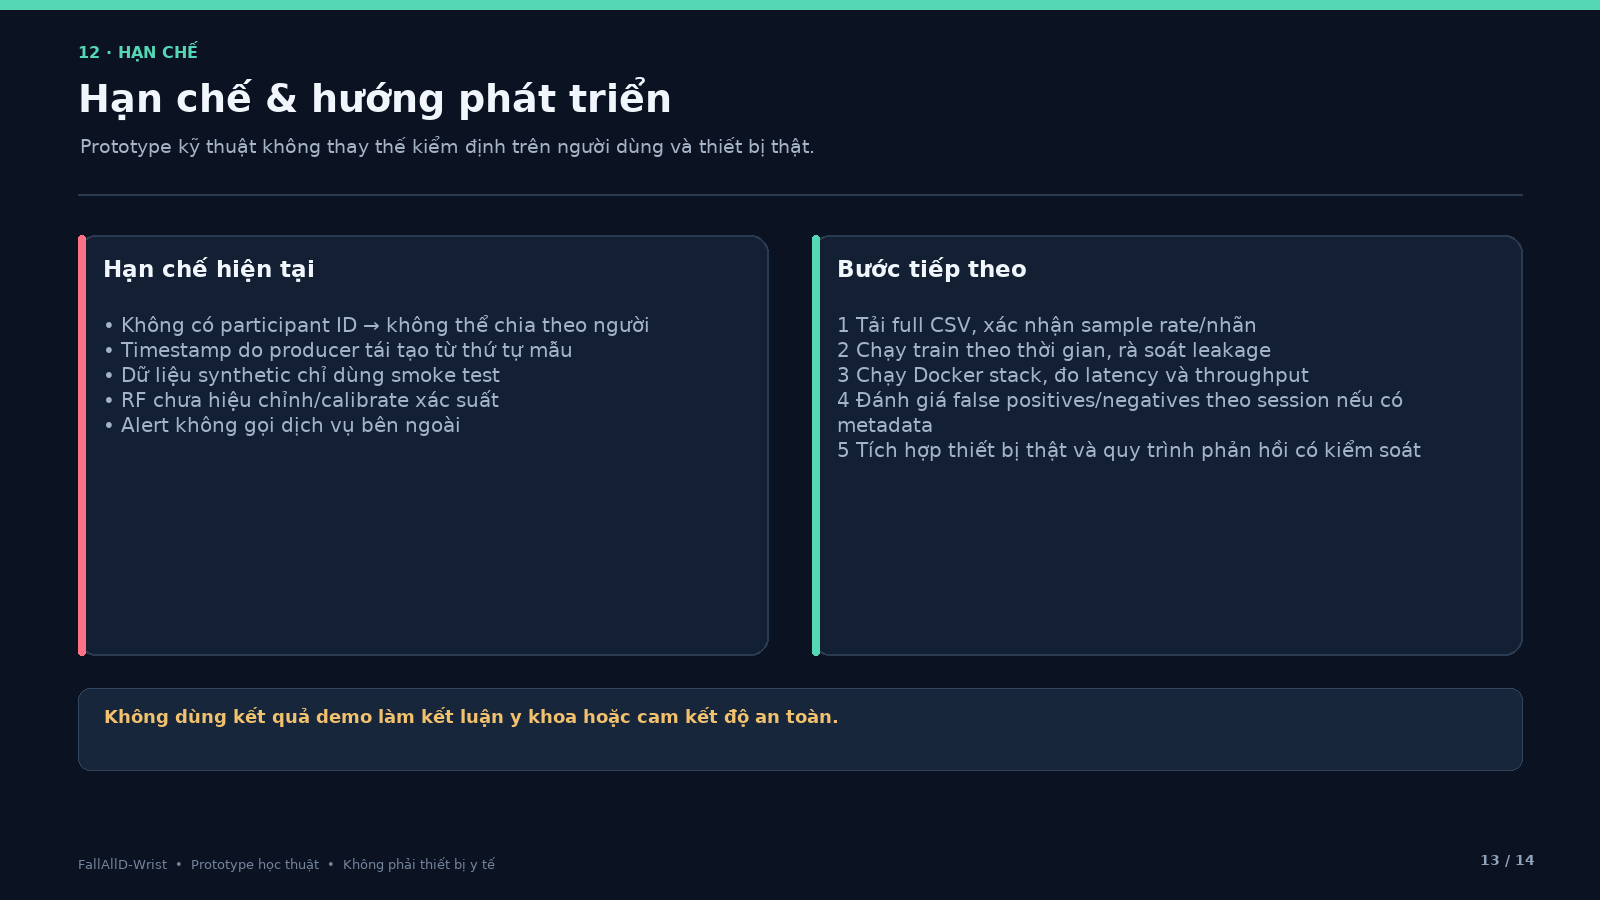 12 · HẠN CHẾ
Hạn chế & hướng phát triển
Prototype kỹ thuật không thay thế kiểm định trên người dùng và thiết bị thật.
Hạn chế hiện tại
• Không có participant ID → không thể chia theo người
• Timestamp do producer tái tạo từ thứ tự mẫu
• Dữ liệu synthetic chỉ dùng smoke test
• RF chưa hiệu chỉnh/calibrate xác suất
• Alert không gọi dịch vụ bên ngoài
Bước tiếp theo
1 Tải full CSV, xác nhận sample rate/nhãn
2 Chạy train theo thời gian, rà soát leakage
3 Chạy Docker stack, đo latency và throughput
4 Đánh giá false positives/negatives theo session nếu có
metadata
5 Tích hợp thiết bị thật và quy trình phản hồi có kiểm soát
Không dùng kết quả demo làm kết luận y khoa hoặc cam kết độ an toàn.
FallAllD-Wrist • Prototype học thuật • Không phải thiết bị y tế
13 / 14